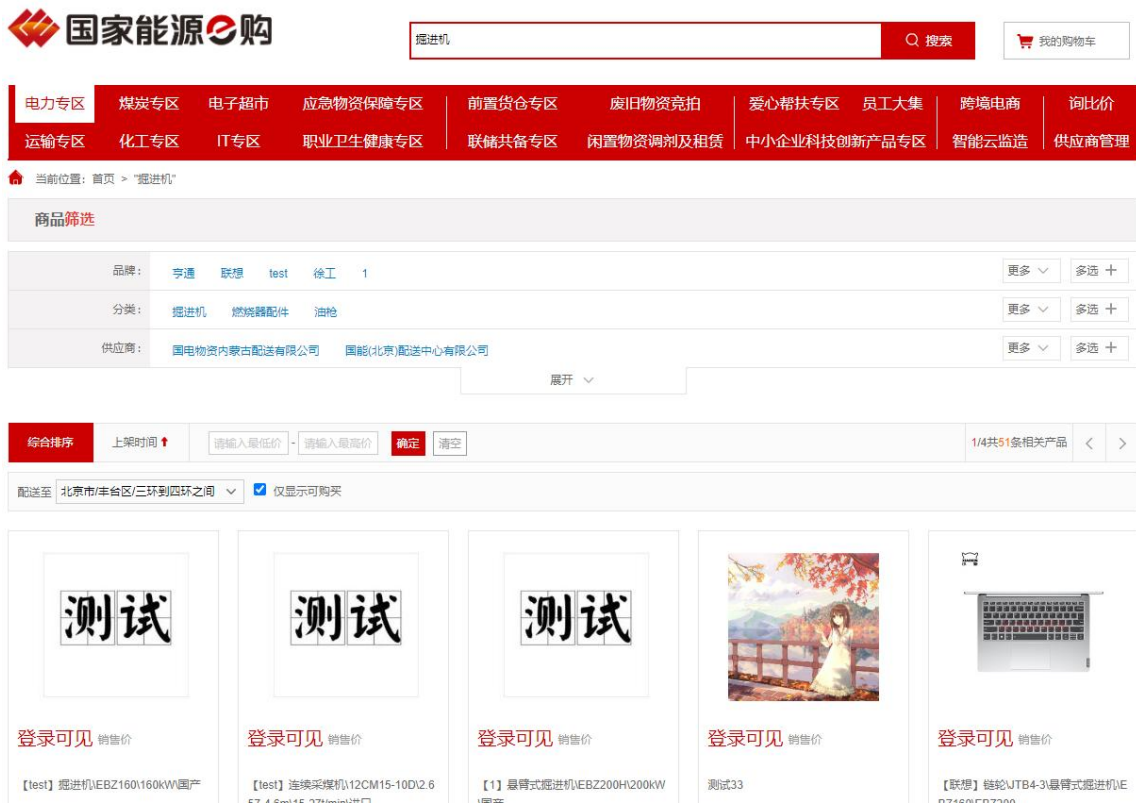 国家能源e购
掘进机
搜索
我的购物车
电力专区 煤炭专区 电子超市 应急物资保障专区 前置货仓专区 废旧物资竞拍 爱心帮扶专区 员工大集 跨境电商 询比价
运输专区 化工专区 IT专区 职业卫生健康专区 联储共备专区 闲置物资调剂及租赁 中小企业科技创新产品专区 智能云监造 供应商管理
当前位置: 首页 > "掘进机"
商品筛选
品牌: 亨通 联想 test 徐工 1 更多 多选
分类: 掘进机 燃烧器配件 油枪 更多 多选
供应商: 国电物资内蒙古配送有限公司 国能(北京)配送中心有限公司 更多 多选
展开
综合排序 上架时间 请输入最低价 - 请输入最高价 确定 清空 1/4共51条相关产品
配送至 北京市/丰台区/三环到四环之间 仅显示可购买
测试 测试 测试
登录可见 销售价 登录可见 销售价 登录可见 销售价 登录可见 销售价 登录可见 销售价
【test】掘进机\EBZ160\160kW\国产
【test】连续采煤机\12CM15-10D\2.6
57-4.6m\15-27t/min\进口
【1】悬臂式掘进机\EBZ200H\200kW
\国产
测试33
【联想】链轮\JTB4-3\悬臂式掘进机\E
BZ160\EBZ200